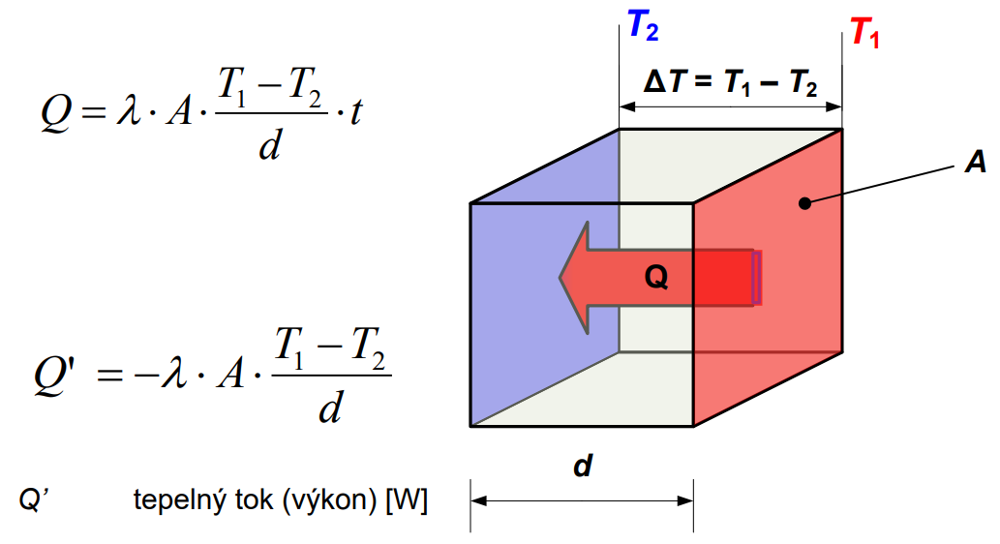 T₂
T₁
ΔT = T₁ – T₂
Q = λ · A · (T₁ − T₂) / d · t
A
Q
Q' = −λ · A · (T₁ − T₂) / d
d
Q’ tepelný tok (výkon) [W]